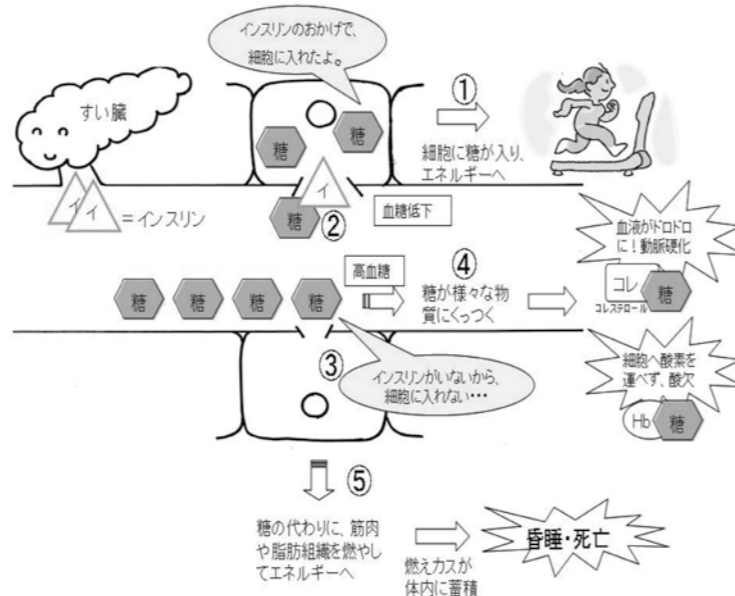 インスリンのおかげで、
細胞に入れたよ。
すい臓
糖
糖
①
細胞に糖が入り、
エネルギーへ
イ
イ
=インスリン
イ
糖
②
血糖低下
血液がドロドロ
に!動脈硬化
コレ
糖
コレステロール
高血糖
④
糖が様々な物
質にくっつく
糖
糖
糖
糖
③
インスリンがいないから、
細胞に入れない・・・
細胞へ酸素を
運べず、酸欠
Hb
糖
⑤
糖の代わりに、筋肉
や脂肪組織を燃やし
てエネルギーへ
燃えカスが
体内に蓄積
昏睡・死亡